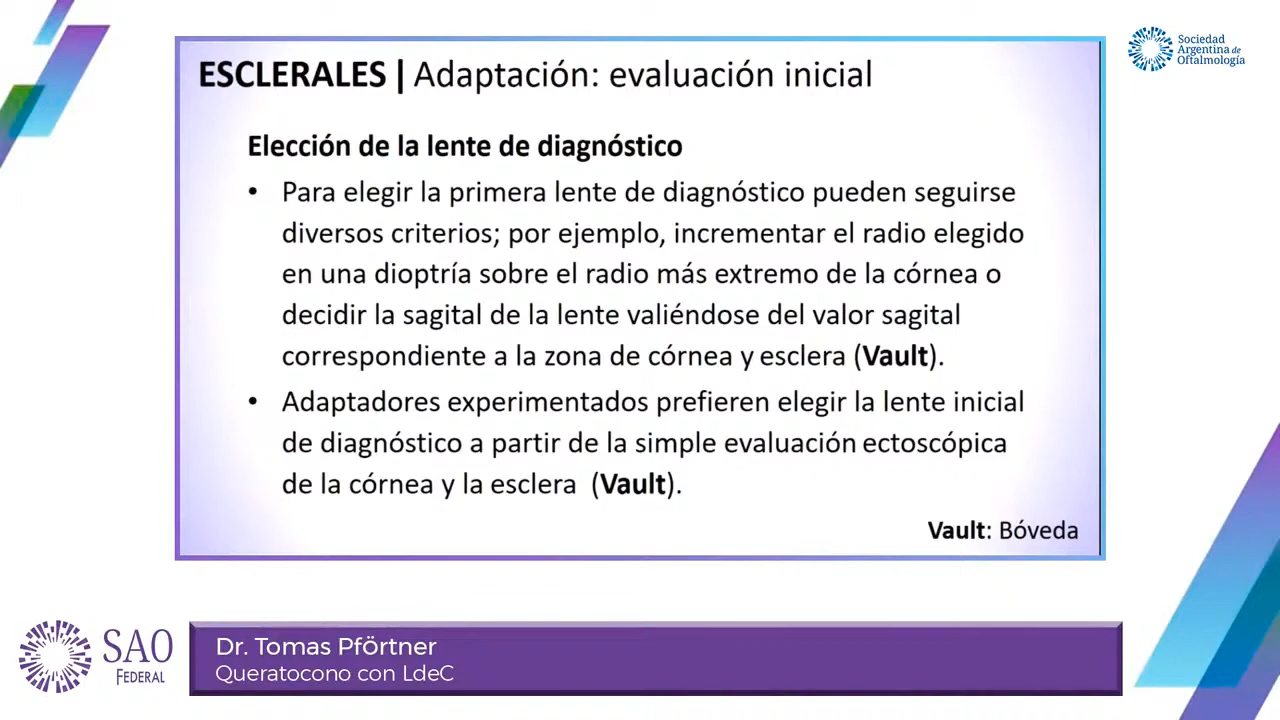 ESCLERALES | Adaptación: evaluación inicial
Sociedad
Argentina de
Oftalmología
Elección de la lente de diagnóstico
• Para elegir la primera lente de diagnóstico pueden seguirse
diversos criterios; por ejemplo, incrementar el radio elegido
en una dioptría sobre el radio más extremo de la córnea o
decidir la sagital de la lente valiéndose del valor sagital
correspondiente a la zona de córnea y esclera (Vault).
• Adaptadores experimentados prefieren elegir la lente inicial
de diagnóstico a partir de la simple evaluación ectoscópica
de la córnea y la esclera (Vault).
Vault: Bóveda
SAO
FEDERAL
Dr. Tomas Pförtner
Queratocono con LdeC